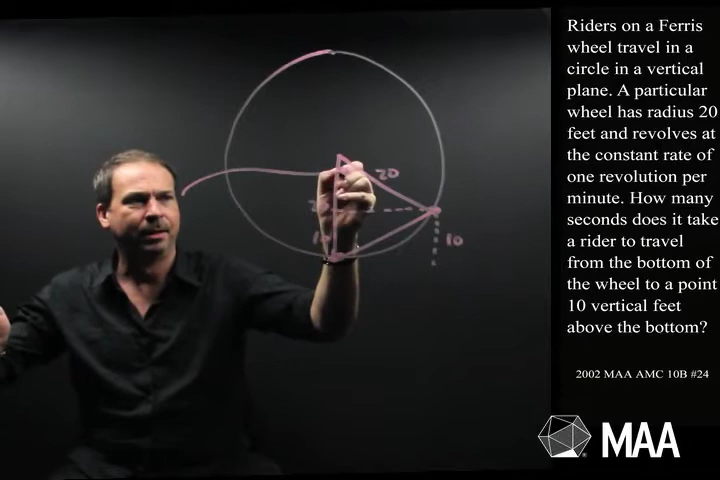 Riders on a Ferris
wheel travel in a
circle in a vertical
plane. A particular
wheel has radius 20
feet and revolves at
the constant rate of
one revolution per
minute. How many
seconds does it take
a rider to travel
from the bottom of
the wheel to a point
10 vertical feet
above the bottom?
2002 MAA AMC 10B #24
MAA
20
10